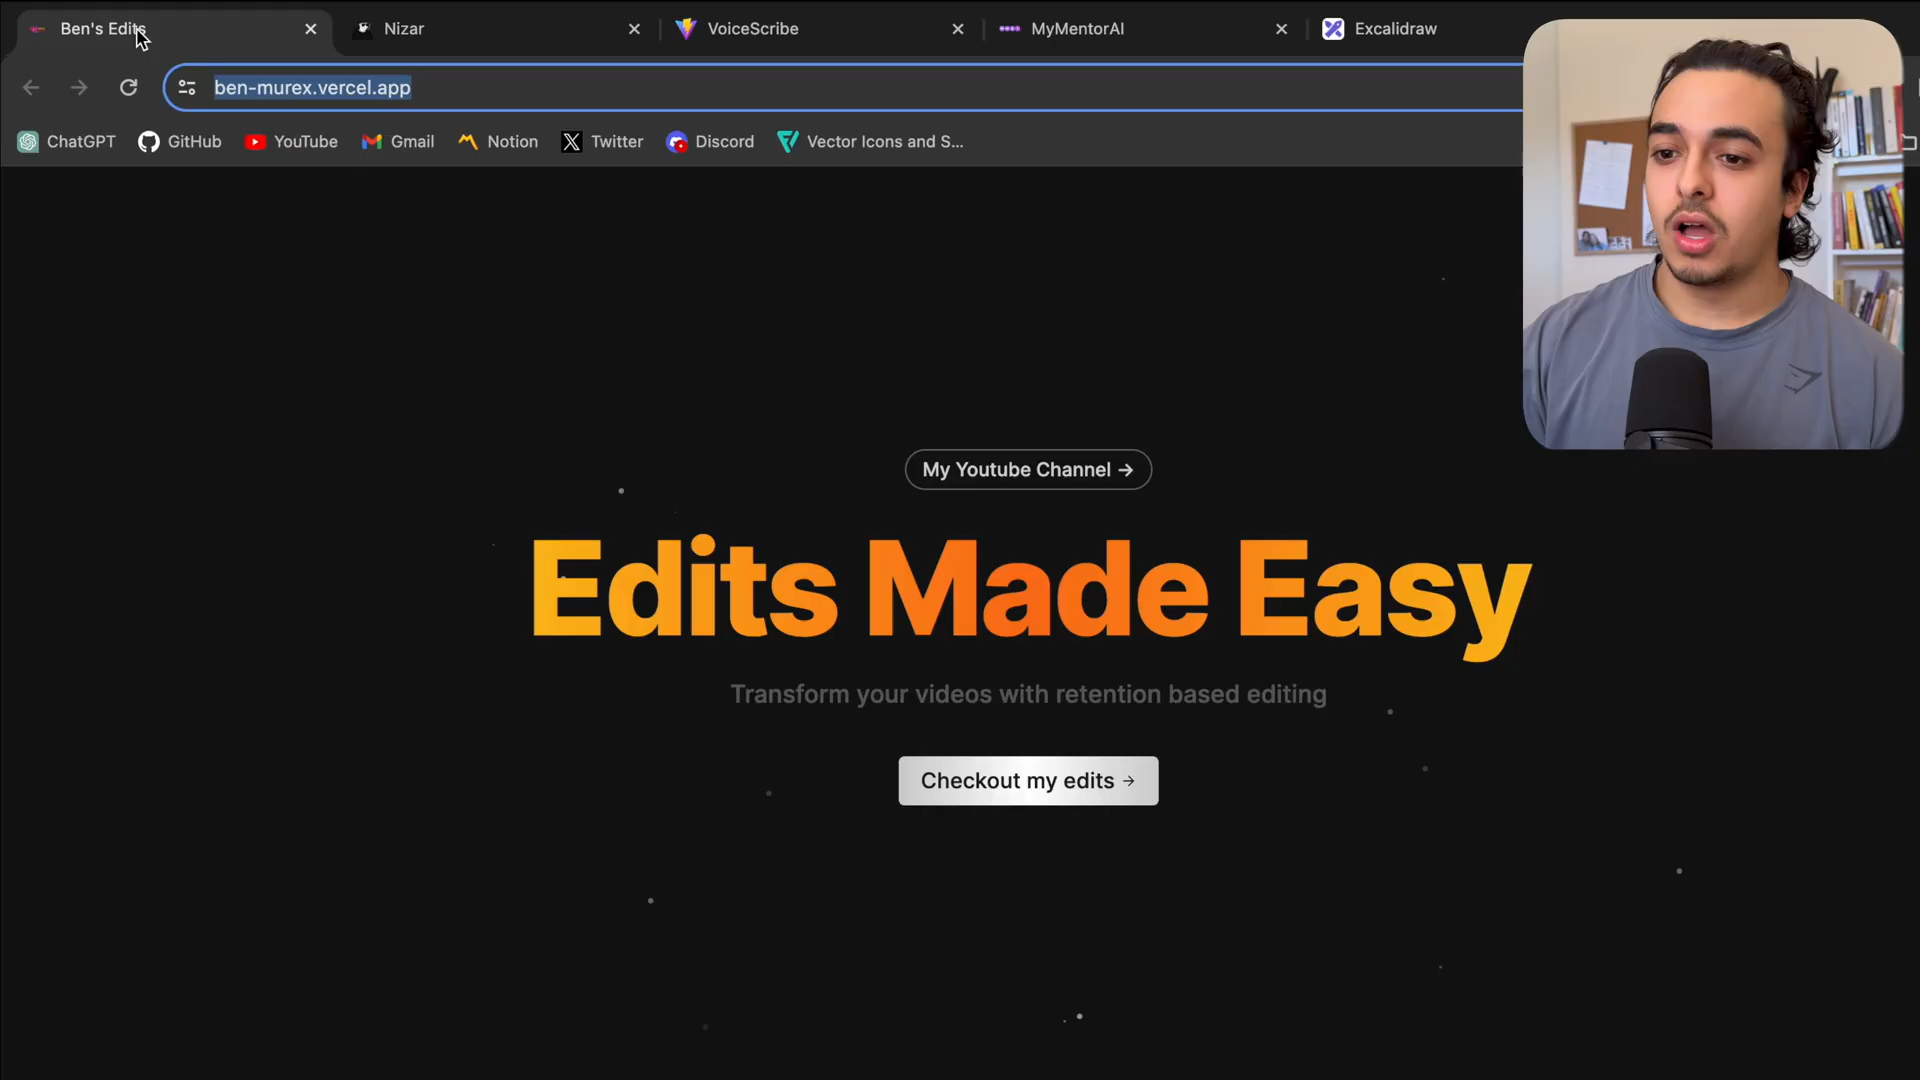 Ben's Edits
Nizar
VoiceScribe
MyMentorAI
Excalidraw
ben-murex.vercel.app
ChatGPT
GitHub
YouTube
Gmail
Notion
Twitter
Discord
Vector Icons and S...
My Youtube Channel →
Edits Made Easy
Transform your videos with retention based editing
Checkout my edits →